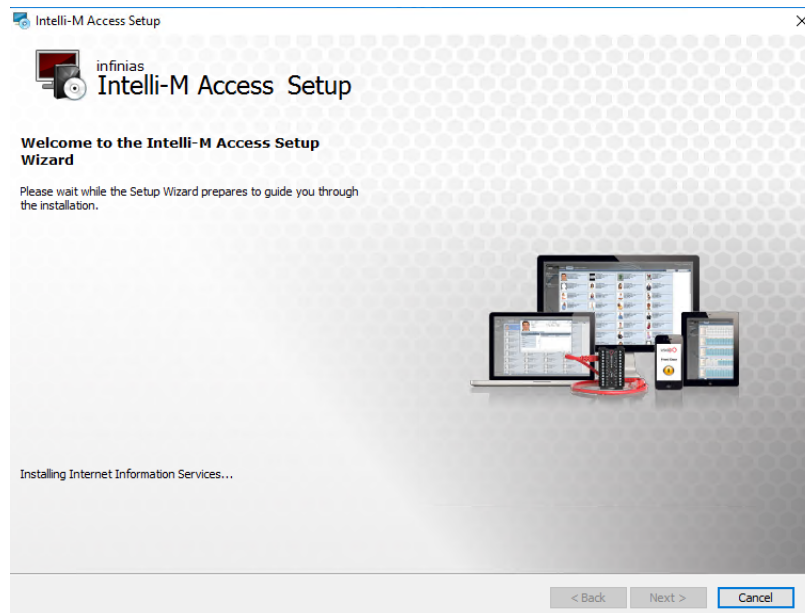 Intelli-M Access Setup
infinias
Intelli-M Access Setup
Welcome to the Intelli-M Access Setup
Wizard
Please wait while the Setup Wizard prepares to guide you through
the installation.
Installing Internet Information Services...
< Back
Next >
Cancel